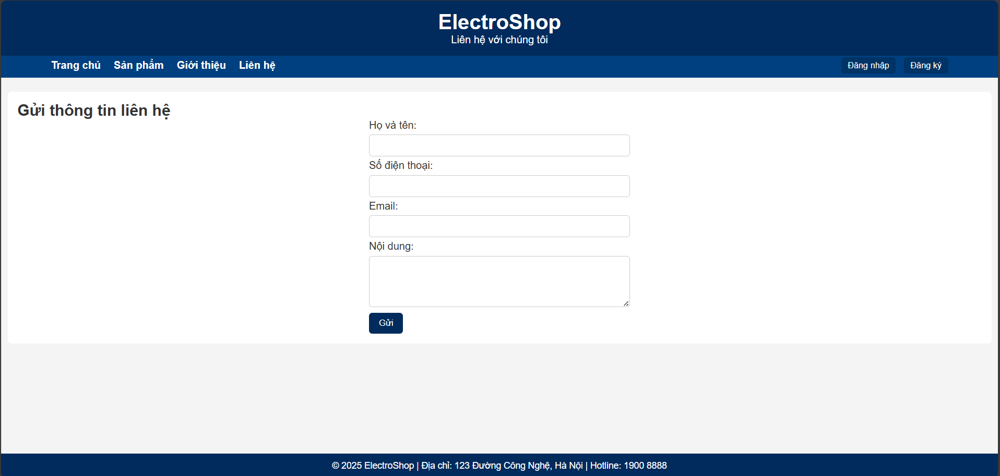 ElectroShop
Liên hệ với chúng tôi
Trang chủ Sản phẩm Giới thiệu Liên hệ Đăng nhập Đăng ký
Gửi thông tin liên hệ
Họ và tên:
Số điện thoại:
Email:
Nội dung:
Gửi
© 2025 ElectroShop | Địa chỉ: 123 Đường Công Nghệ, Hà Nội | Hotline: 1900 8888